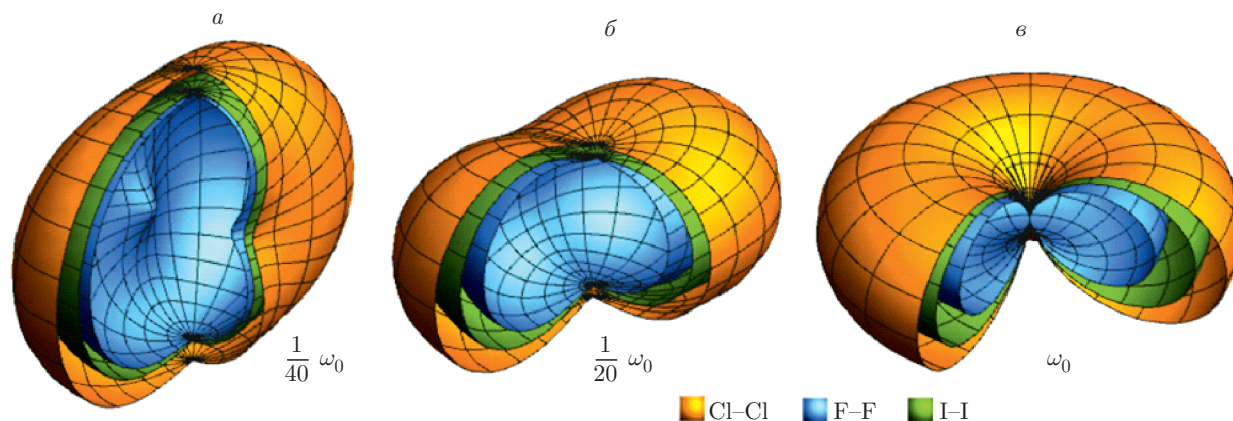 а
б
в
1/40 ω₀
1/20 ω₀
ω₀
Cl–Cl F–F I–I